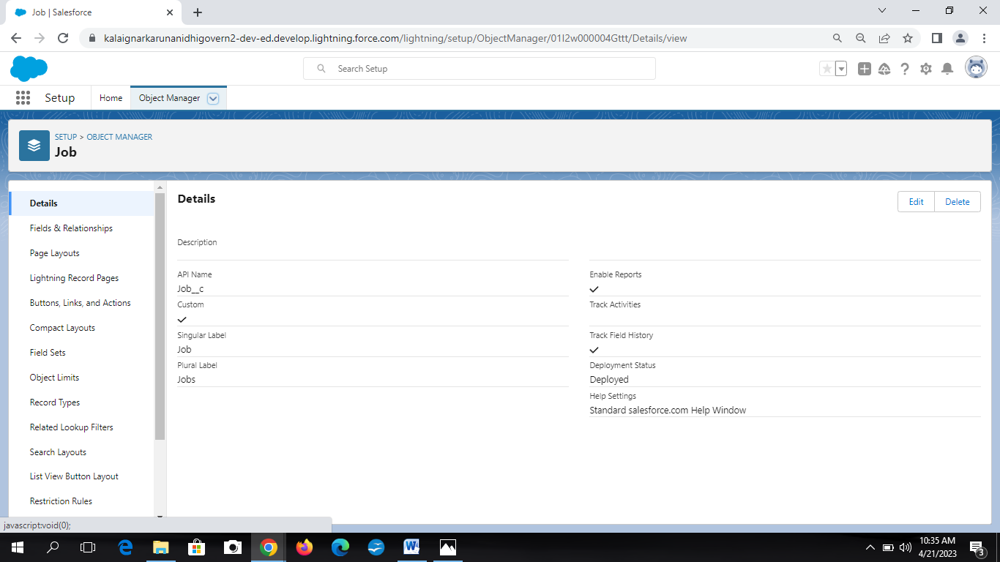 Job | Salesforce
kalaignarkarunanidhigovern2-dev-ed.develop.lightning.force.com/lightning/setup/ObjectManager/01I2w000004Gttt/Details/view
Search Setup
Setup
Home
Object Manager
SETUP > OBJECT MANAGER
Job
Details
Fields & Relationships
Page Layouts
Lightning Record Pages
Buttons, Links, and Actions
Compact Layouts
Field Sets
Object Limits
Record Types
Related Lookup Filters
Search Layouts
List View Button Layout
Restriction Rules
Details
Edit
Delete
Description
API Name
Job__c
Custom
Singular Label
Job
Plural Label
Jobs
Enable Reports
Track Activities
Track Field History
Deployment Status
Deployed
Help Settings
Standard salesforce.com Help Window
javascript:void(0);
10:35 AM
4/21/2023
3